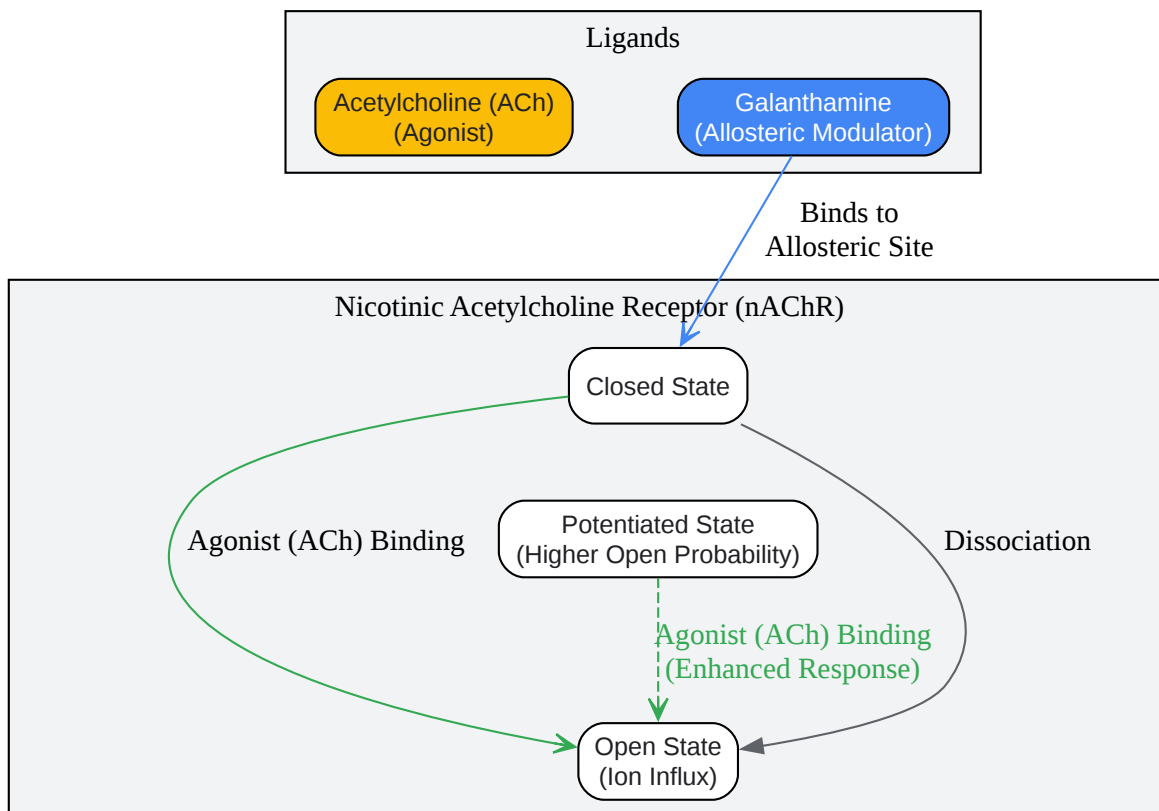 Ligands
Acetylcholine (ACh)
(Agonist)
Galanthamine
(Allosteric Modulator)
Binds to
Allosteric Site
Nicotinic Acetylcholine Receptor (nAChR)
Closed State
Agonist (ACh) Binding
Potentiated State
(Higher Open Probability)
Dissociation
Agonist (ACh) Binding
(Enhanced Response)
Open State
(Ion Influx)